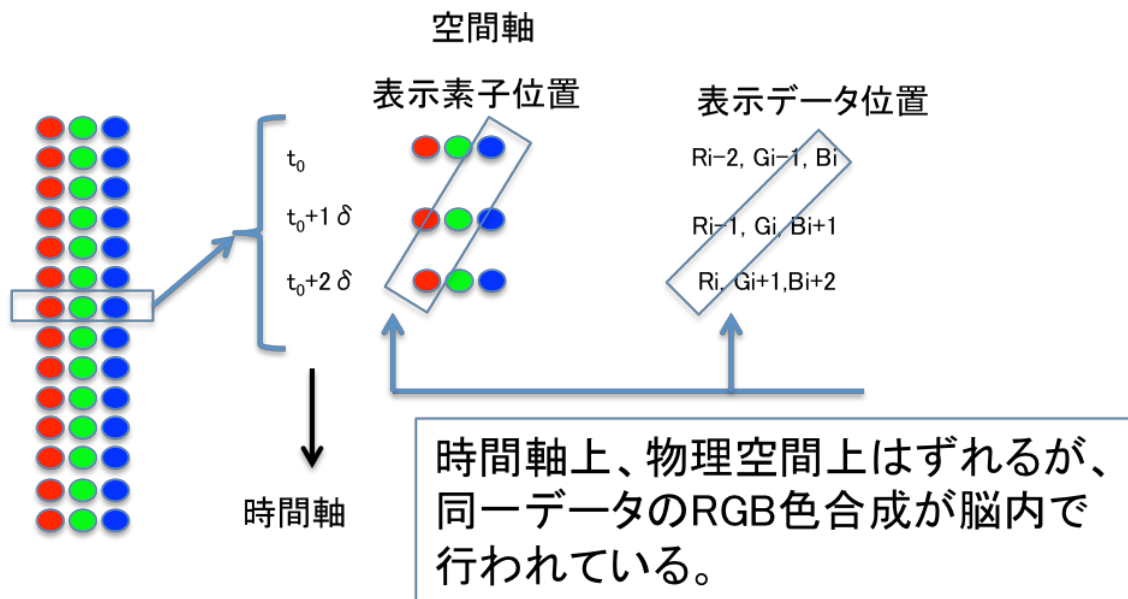 空間軸
表示素子位置
表示データ位置
t0
Ri-2, Gi-1, Bi
t0+1δ
Ri-1, Gi, Bi+1
t0+2δ
Ri, Gi+1,Bi+2
時間軸
時間軸上、物理空間上はずれるが、
同一データのRGB色合成が脳内で
行われている。